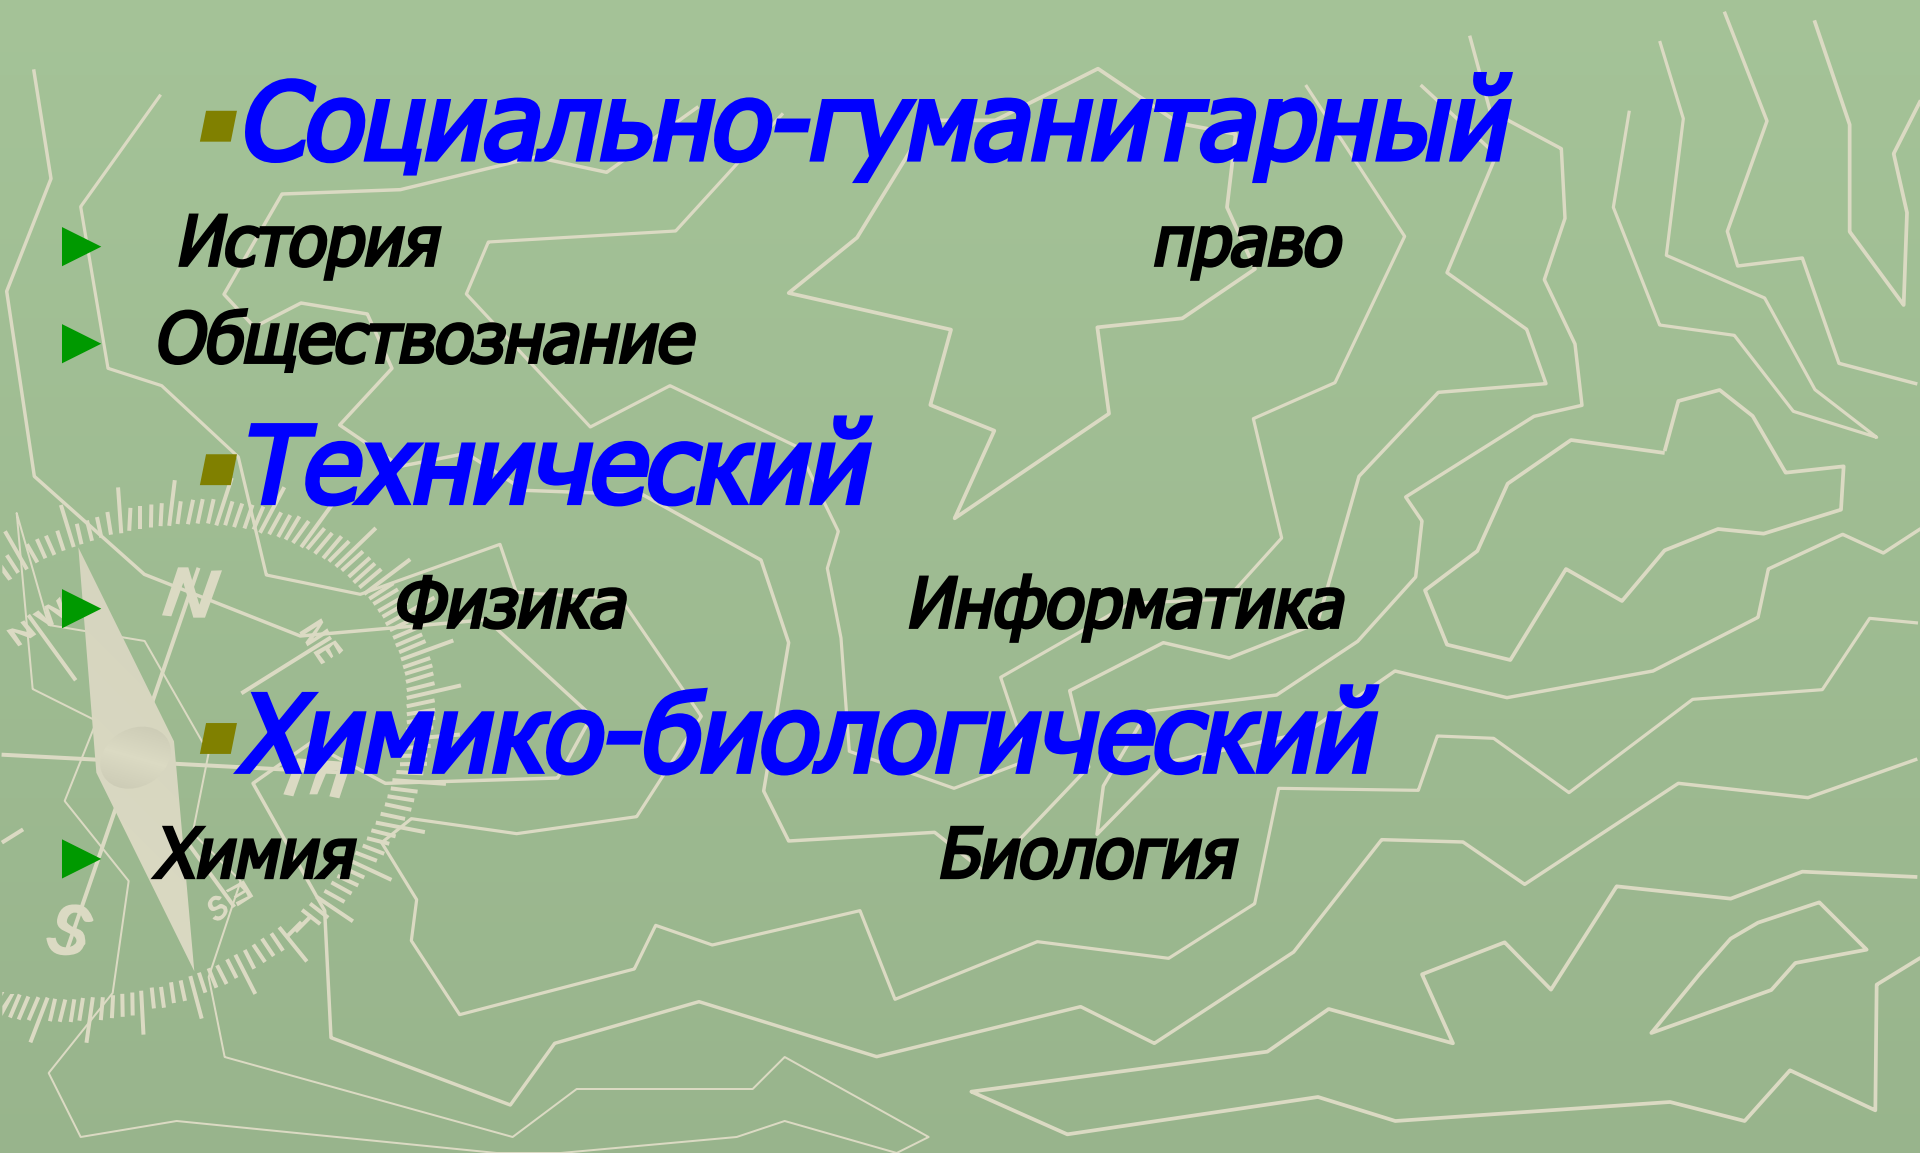 Социально-гуманитарный
История право
Обществознание
Технический
Физика Информатика
Химико-биологический
Химия Биология
N
S